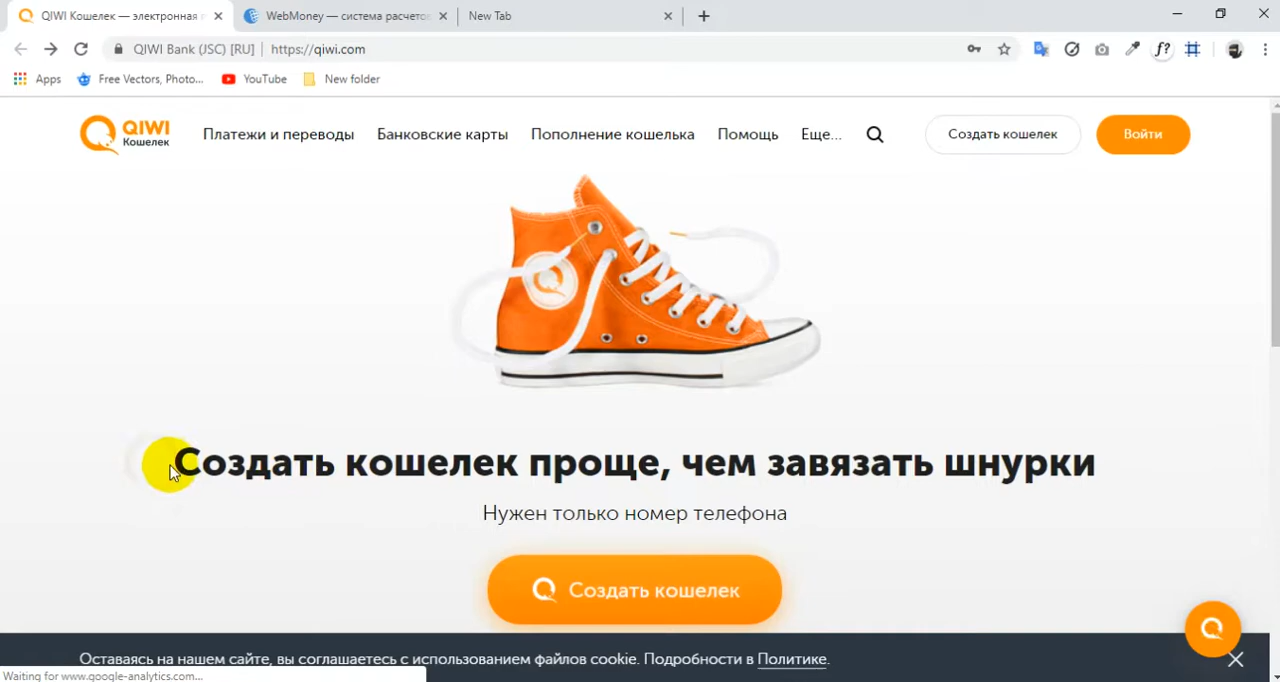 QIWI Кошелек — электронная
WebMoney — система расчетов
New Tab
QIWI Bank (JSC) [RU]
https://qiwi.com
f?
Apps
Free Vectors, Photo...
YouTube
New folder
QIWI
Кошелек
Платежи и переводы
Банковские карты
Пополнение кошелька
Помощь
Еще...
Создать кошелек
Войти
Создать кошелек проще, чем завязать шнурки
Нужен только номер телефона
Создать кошелек
Оставаясь на нашем сайте, вы соглашаетесь с использованием файлов cookie. Подробности в Политике.
Waiting for www.google-analytics.com...